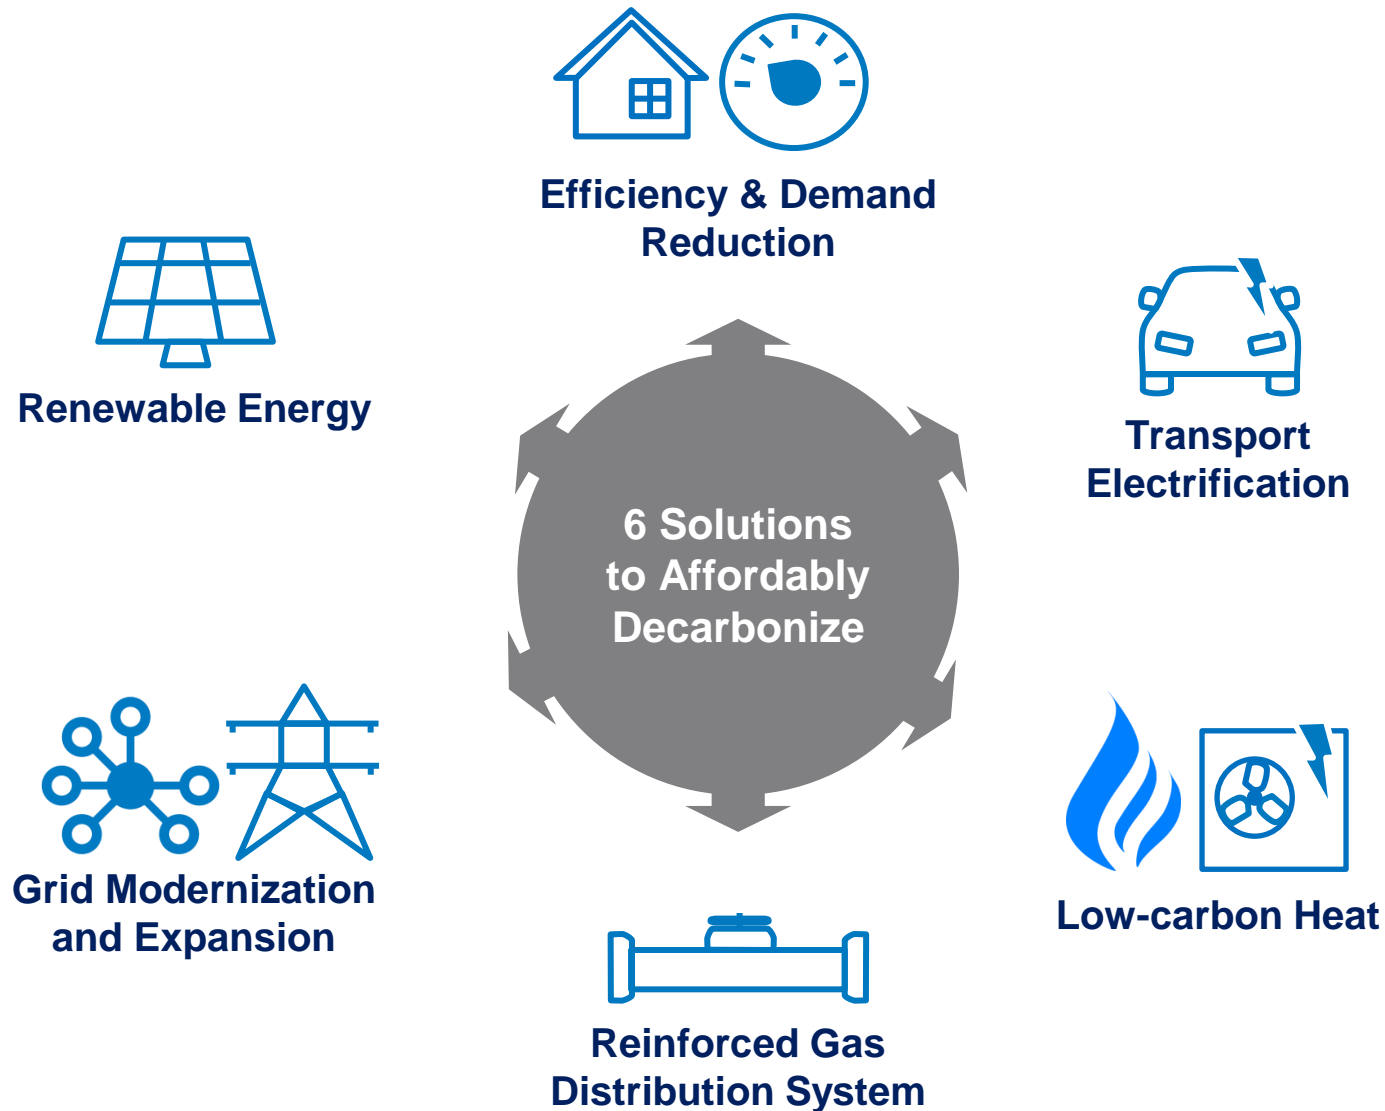 Efficiency & Demand
Reduction
Renewable Energy
Transport
Electrification
6 Solutions
to Affordably
Decarbonize
Grid Modernization
and Expansion
Low-carbon Heat
Reinforced Gas
Distribution System